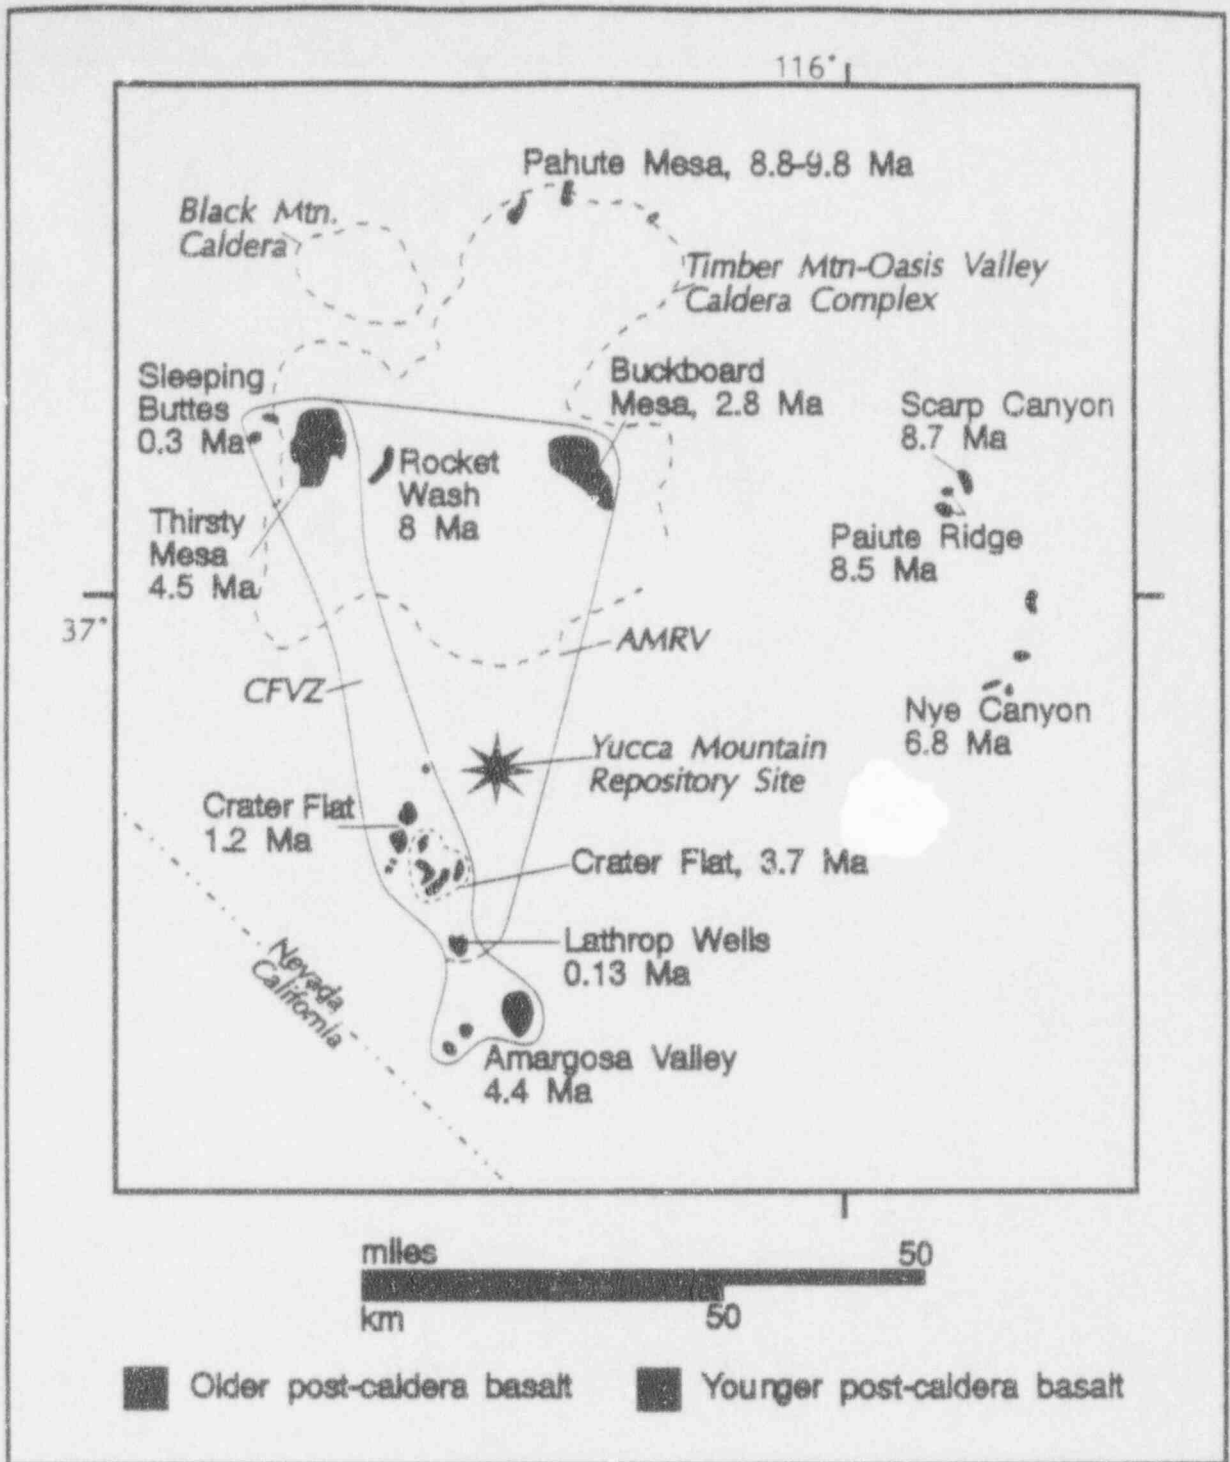 116°
Pahute Mesa, 8.8-9.8 Ma
Black Mtn.
Caldera
Timber Mtn-Oasis Valley
Caldera Complex
Sleeping
Buttes
0.3 Ma
Buckboard
Mesa, 2.8 Ma
Scarp Canyon
8.7 Ma
Rocket
Wash
8 Ma
Thirsty
Mesa
4.5 Ma
Paiute Ridge
8.5 Ma
37°
AMRV
CFVZ
Nye Canyon
6.8 Ma
Yucca Mountain
Repository Site
Crater Flat
1.2 Ma
Crater Flat, 3.7 Ma
Lathrop Wells
0.13 Ma
Nevada
California
Amargosa Valley
4.4 Ma
miles 50
km 50
Older post-caldera basalt
Younger post-caldera basalt